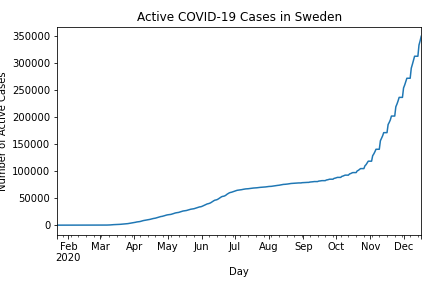 Active COVID-19 Cases in Sweden
350000
300000
250000
200000
150000
100000
50000
0
Number of Active Cases
Feb Mar Apr May Jun Jul Aug Sep Oct Nov Dec
2020
Day